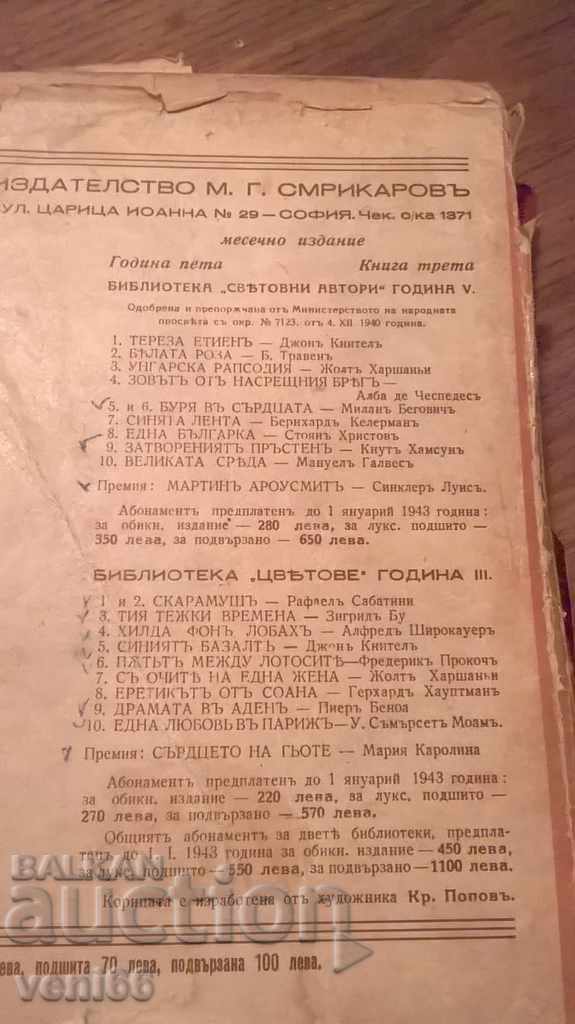 ИЗДАТЕЛСТВО М. Г. СМРИКАРОВЪ
УЛ. ЦАРИЦА ИОАННА № 29 — СОФИЯ. Чек. с/ка 1371
месечно издание
Година пета Книга трета
БИБЛИОТЕКА „СВѢТОВНИ АВТОРИ" ГОДИНА V.
Одобрена и препоръчана отъ Министерството на народната
просвѣта съ окр. № 7123. отъ 4. XII 1940 година.
1. ТЕРЕЗА ЕТИЕНЪ — Джонъ Кнителъ
2. БѢЛАТА РОЗА — Б. Травенъ
3. УНГАРСКА РАПСОДИЯ — Жолтъ Харшаньи
4. ЗОВЪТЪ ОТЪ НАСРЕЩНИЯ БРѢГЪ —
Алба де Чеспедесъ
5. и 6. БУРЯ ВЪ СЪРДЦАТА — Миланъ Беговичъ
7. СИНЯТА ЛЕНТА — Бернхардъ Келерманъ
8. ЕДНА БЪЛГАРКА — Стоянъ Христовъ
9. ЗАТВОРЕНИЯТЪ ПРЪСТЕНЪ — Кнутъ Хамсунъ
10. ВЕЛИКАТА СРѢДА — Мануелъ Галвесъ
Премия: МАРТИНЪ АРОУСМИТЪ — Синклеръ Луисъ.
Абонаментъ предплатенъ до 1 януарий 1943 година:
за обикн. издание — 280 лева, за лукс. подшито —
350 лева, за подвързано — 650 лева.
БИБЛИОТЕКА „ЦВѢТОВЕ" ГОДИНА III.
1 и 2. СКАРАМУШЪ — Рафаелъ Сабатини
3. ТИЯ ТЕЖКИ ВРЕМЕНА — Зигридъ Бу
4. ХИЛДА ФОНЪ ЛОБАХЪ — Алфредъ Широкауеръ
5. СИНИЯТЪ БАЗАЛТЪ — Джонъ Книтель
6. ПѪТЬТЪ МЕЖДУ ЛОТОСИТѢ — Фредерикъ Прокочъ
7. СЪ ОЧИТѢ НА ЕДНА ЖЕНА — Жолтъ Харшаньи
8. ЕРЕТИКЪТЪ ОТЪ СОАНА — Герхардъ Хауптманъ
9. ДРАМАТА ВЪ АДЕНЪ — Пиеръ Беноа
10. ЕДНА ЛЮБОВЬ ВЪ ПАРИЖЪ — У. Съмърсетъ Моамъ.
Премия: СЪРДЦЕТО НА ГЬОТЕ — Мария Каролина
Абонаментъ предплатенъ до 1 януарий 1943 година:
за обикн. издание — 220 лева, за лукс. подшито —
270 лева, за подвързано — 570 лева.
Общиятъ абонаментъ за дветѣ библиотеки, предпла-
тенъ до 1. I. 1943 година за обикн. издание — 450 лева,
за лукс. подшито — 550 лева, за подвързано — 1100 лева.
Корицата е изработена отъ художника Кр. Поповъ.
ева, подшита 70 лева, подвързана 100 лева.
BALKAN
auction
veni66